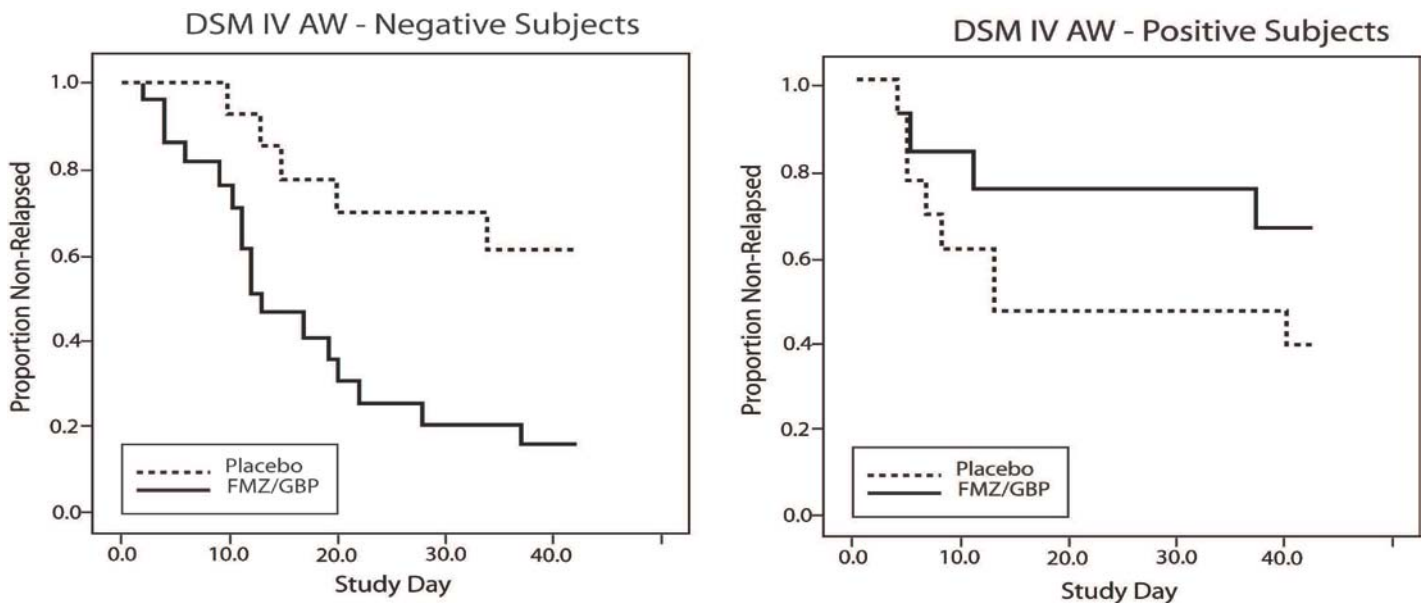 DSM IV AW - Negative Subjects
Proportion Non-Relapsed
1.0
0.8
0.6
0.4
0.2
0.0
Placebo
FMZ/GBP
0.0 10.0 20.0 30.0 40.0
Study Day
DSM IV AW - Positive Subjects
Proportion Non-Relapsed
1.0
0.8
0.6
0.4
0.2
0.0
Placebo
FMZ/GBP
0.0 10.0 20.0 30.0 40.0
Study Day